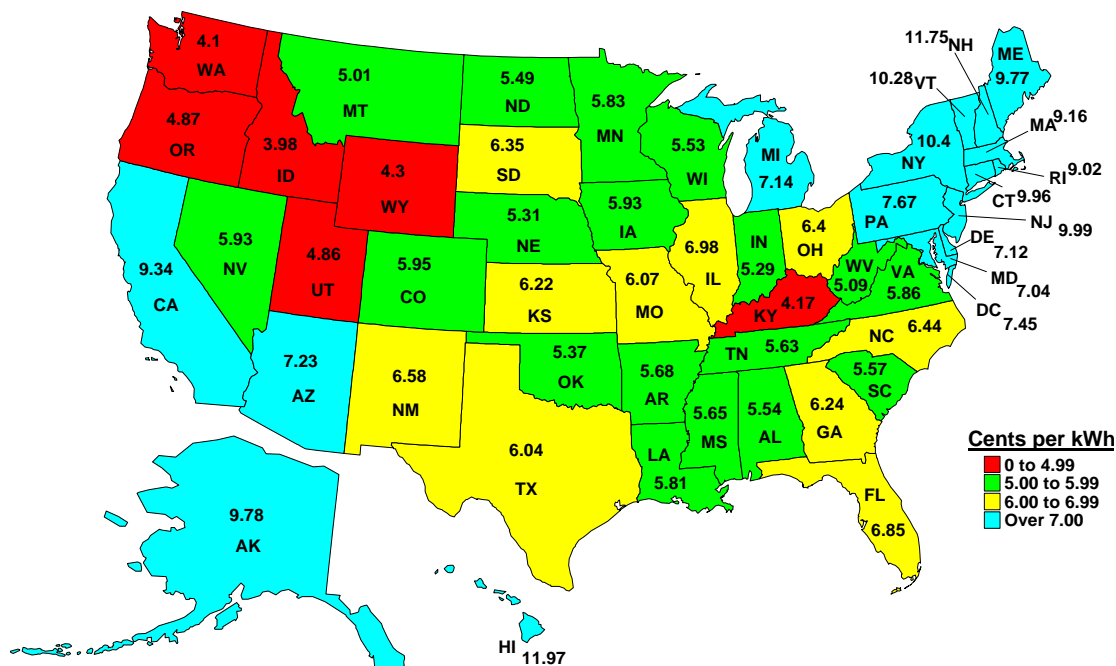 4.1
WA
4.87
OR
3.98
ID
5.01
MT
4.3
WY
5.49
ND
6.35
SD
5.31
NE
5.83
MN
5.53
WI
5.93
IA
MI
7.14
11.75 NH
10.28 VT
ME
9.77
MA 9.16
RI 9.02
CT 9.96
NJ 9.99
10.4
NY
7.67
PA
DE
7.12
MD 7.04
DC 7.45
9.34
CA
5.93
NV
4.86
UT
5.95
CO
6.22
KS
6.07
MO
6.98
IL
IN
5.29
6.4
OH
WV
5.09
VA
5.86
KY 4.17
TN 5.63
NC 6.44
5.57
SC
7.23
AZ
6.58
NM
5.37
OK
5.68
AR
5.65
MS
5.54
AL
6.24
GA
6.04
TX
LA
5.81
FL
6.85
9.78
AK
HI 11.97
Cents per kWh
0 to 4.99
5.00 to 5.99
6.00 to 6.99
Over 7.00